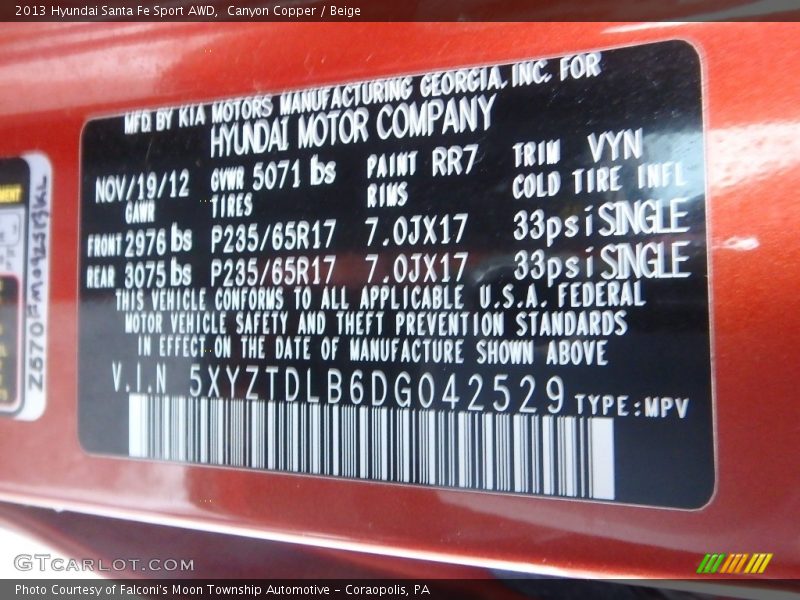 2013 Hyundai Santa Fe Sport AWD, Canyon Copper / Beige
MFD. BY KIA MOTORS MANUFACTURING GEORGIA, INC. FOR
HYUNDAI MOTOR COMPANY
NOV/19/12 GVWR 5071 lbs PAINT RR7 TRIM VYN
GAWR TIRES RIMS COLD TIRE INFL
FRONT 2976 lbs P235/65R17 7.0JX17 33psi SINGLE
REAR 3075 lbs P235/65R17 7.0JX17 33psi SINGLE
THIS VEHICLE CONFORMS TO ALL APPLICABLE U.S.A. FEDERAL
MOTOR VEHICLE SAFETY AND THEFT PREVENTION STANDARDS
IN EFFECT ON THE DATE OF MANUFACTURE SHOWN ABOVE
V.I.N 5XYZTDLB6DG042529 TYPE:MPV
GTCARLOT.COM
Photo Courtesy of Falconi's Moon Township Automotive - Coraopolis, PA